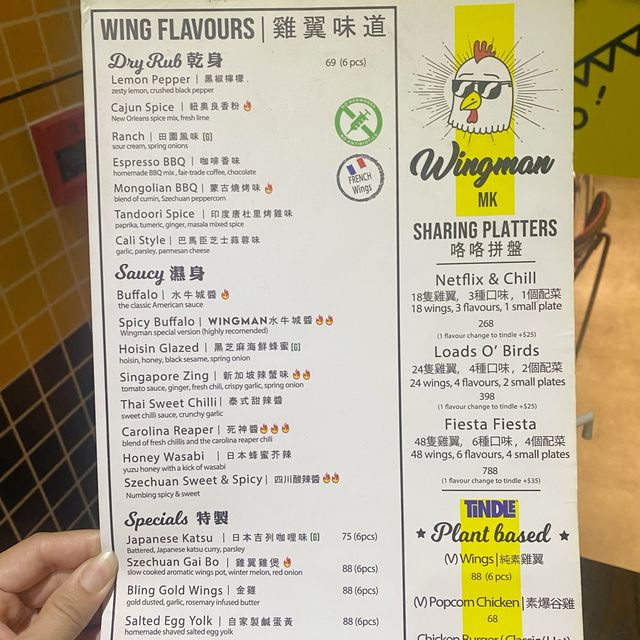 WING FLAVOURS | 雞翼味道
Dry Rub 乾身 69 (6 pcs)
Lemon Pepper | 黑椒檸檬
zesty lemon, crushed black pepper
Cajun Spice | 紐奥良香粉
New Orleans spice mix, fresh lime
Ranch | 田園風味 [G]
sour cream, spring onions
Espresso BBQ | 咖啡香味
homemade BBQ mix, fair-trade coffee, chocolate
Mongolian BBQ | 蒙古燒烤味
blend of cumin, Szechuan peppercorn
Tandoori Spice | 印度唐杜里烤雞味
paprika, tumeric, ginger, masala mixed spice
Cali Style | 巴馬臣芝士蒜蓉味
garlic, parsley, parmesan cheese
FRENCH
Wings
Saucy 濕身
Buffalo | 水牛城醬
the classic American sauce
Spicy Buffalo | WINGMAN水牛城醬
Wingman special version (highly recomended)
Hoisin Glazed | 黑芝麻海鮮蜂蜜 [G]
hoisin, honey, black sesame, spring onion
Singapore Zing | 新加坡辣蟹味
tomato sauce, ginger, fresh chili, crispy garlic, spring onion
Thai Sweet Chilli | 泰式甜辣醬
sweet chilli sauce, crunchy garlic
Carolina Reaper | 死神醬
blend of fresh chillis and the carolina reaper chili
Honey Wasabi | 日本蜂蜜芥辣
yuzu honey with a kick of wasabi
Szechuan Sweet & Spicy | 四川酸辣醬
Numbing spicy & sweet
Specials 特製
Japanese Katsu | 日本吉列咖喱味 [G] 75 (6pcs)
Battered, Japanese katsu curry, parsley
Szechuan Gai Bo | 雞翼雞煲 88 (6pcs)
slow cooked aromatic wings pot, winter melon, red onion
Bling Gold Wings | 金雞 88 (6pcs)
gold dusted, garlic, rosemary infused butter
Salted Egg Yolk | 自家製鹹蛋黃 88 (6pcs)
homemade shaved salted egg yolk
Wingman
MK
SHARING PLATTERS
咯咯拼盤
Netflix & Chill
18隻雞翼, 3種口味, 1個配菜
18 wings, 3 flavours, 1 small plate
268
(1 flavour change to tindle +$25)
Loads O' Birds
24隻雞翼, 4種口味, 2個配菜
24 wings, 4 flavours, 2 small plates
398
(1 flavour change to tindle +$25)
Fiesta Fiesta
48隻雞翼, 6種口味, 4個配菜
48 wings, 6 flavours, 4 small plates
788
(1 flavour change to tindle +$35)
TiNDLE
Plant based
(V) Wings | 純素雞翼
88 (6 pcs)
(V) Popcorn Chicken | 素爆谷雞
68
Chicken Burger (Classic/Hot)